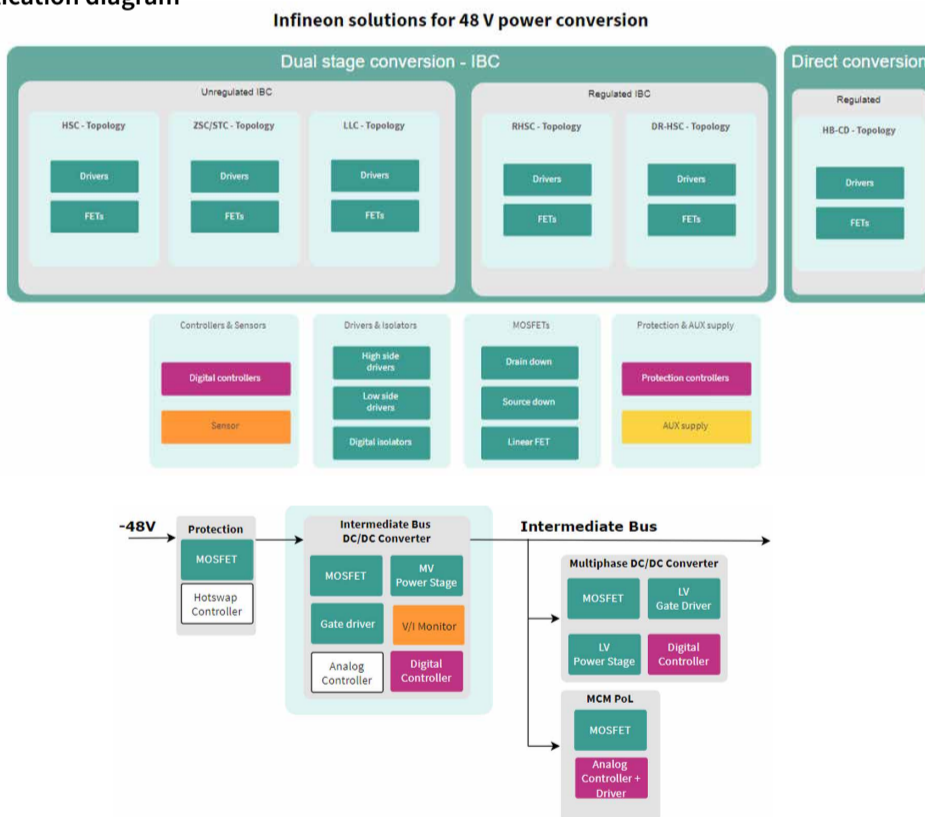 Infineon solutions for 48 V power conversion
Dual stage conversion - IBC
Direct conversion
Unregulated IBC
Regulated IBC
Regulated
HSC - Topology
ZSC/STC - Topology
LLC - Topology
RHSC - Topology
DR-HSC - Topology
HB-CD - Topology
Drivers
Drivers
Drivers
Drivers
Drivers
Drivers
FETs
FETs
FETs
FETs
FETs
FETs
Controllers & Sensors
Drivers & Isolators
MOSFETs
Protection & AUX supply
Digital controllers
High side
drivers
Drain down
Protection controllers
Low side
drivers
Source down
Sensor
AUX supply
Digital isolators
Linear FET
-48V
Protection
MOSFET
Hotswap
Controller
Intermediate Bus
DC/DC Converter
MOSFET
MV
Power Stage
Gate driver
V/I Monitor
Analog
Controller
Digital
Controller
Intermediate Bus
Multiphase DC/DC Converter
MOSFET
LV
Gate Driver
LV
Power Stage
Digital
Controller
MCM PoL
MOSFET
Analog
Controller +
Driver